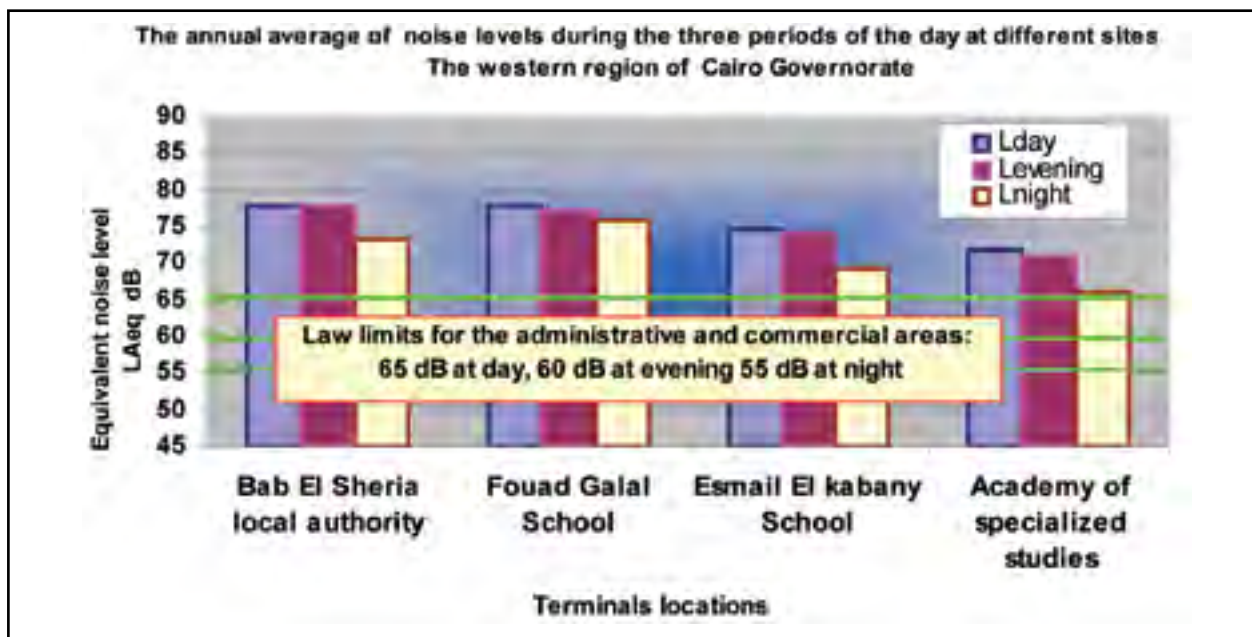 The annual average of noise levels during the three periods of the day at different sites
The western region of Cairo Governorate
Equivalent noise level
LAeq dB
90
85
80
75
70
65
60
55
50
45
Lday
Levening
Lnight
Law limits for the administrative and commercial areas:
65 dB at day, 60 dB at evening 55 dB at night
Bab El Sheria
local authority
Fouad Galal
School
Esmail El kabany
School
Academy of
specialized
studies
Terminals locations